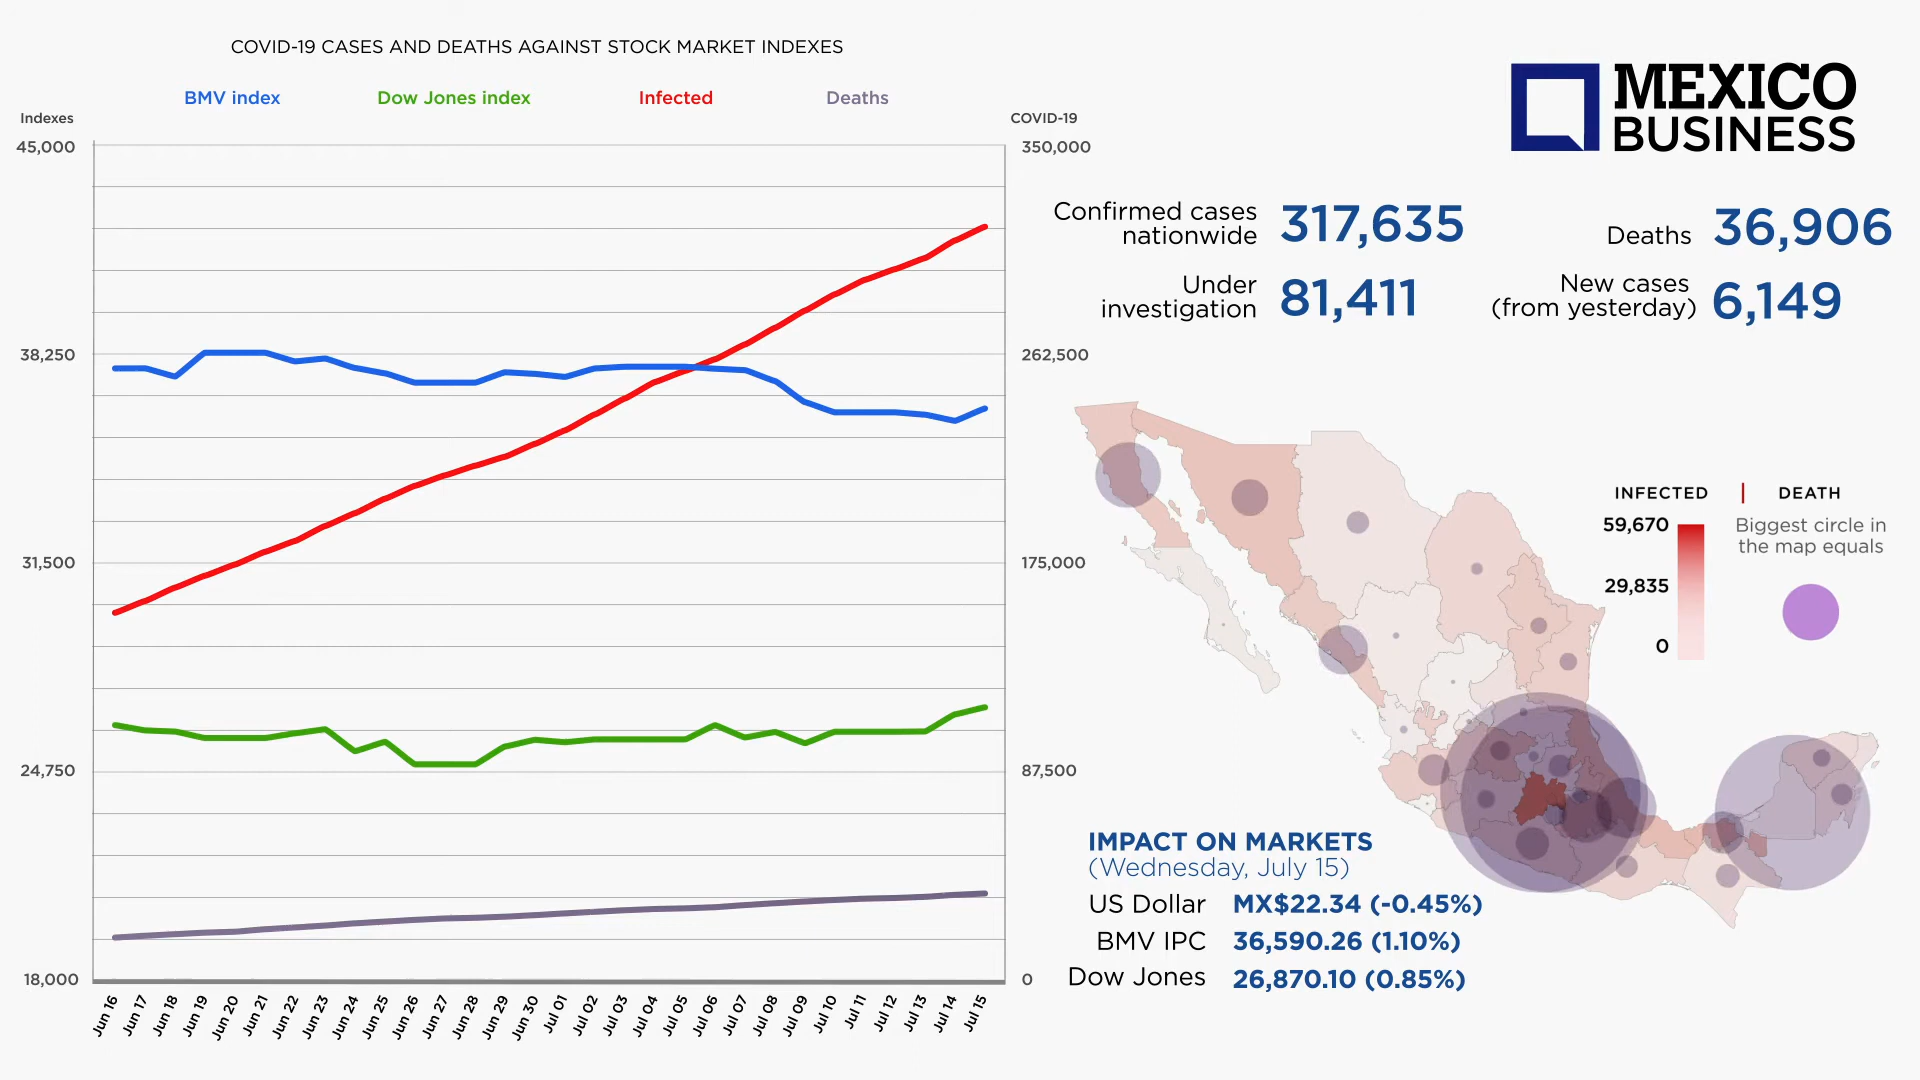 COVID-19 CASES AND DEATHS AGAINST STOCK MARKET INDEXES
BMV index
Dow Jones index
Infected
Deaths
Indexes
COVID-19
45,000
38,250
31,500
24,750
18,000
350,000
262,500
175,000
87,500
0
Jun 16
Jun 17
Jun 18
Jun 19
Jun 20
Jun 21
Jun 22
Jun 23
Jun 24
Jun 25
Jun 26
Jun 27
Jun 28
Jun 29
Jun 30
Jul 01
Jul 02
Jul 03
Jul 04
Jul 05
Jul 06
Jul 07
Jul 08
Jul 09
Jul 10
Jul 11
Jul 12
Jul 13
Jul 14
Jul 15
MEXICO
BUSINESS
Confirmed cases
nationwide
317,635
Deaths
36,906
Under
investigation
81,411
New cases
(from yesterday)
6,149
INFECTED | DEATH
59,670
29,835
0
Biggest circle in
the map equals
IMPACT ON MARKETS
(Wednesday, July 15)
US Dollar MX$22.34 (-0.45%)
BMV IPC 36,590.26 (1.10%)
Dow Jones 26,870.10 (0.85%)